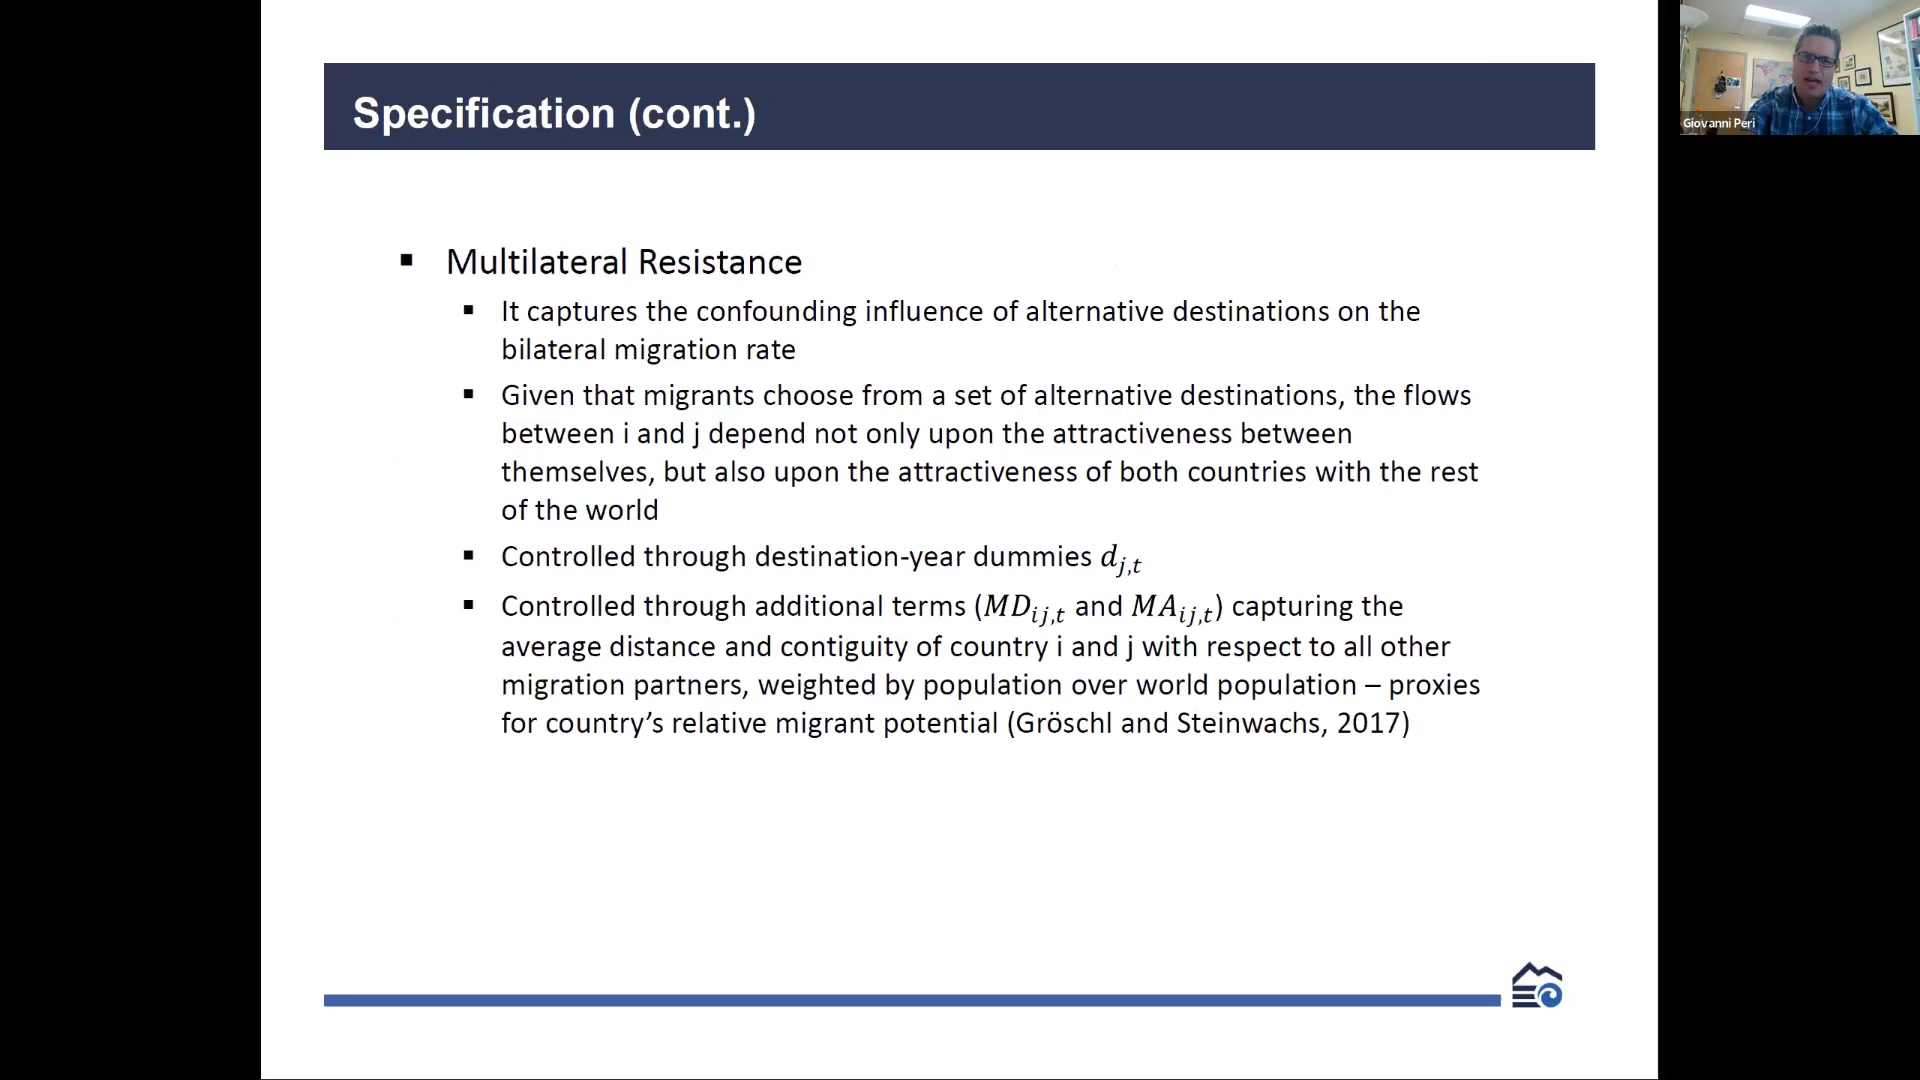 Specification (cont.)
Giovanni Peri
▪ Multilateral Resistance
▪ It captures the confounding influence of alternative destinations on the
bilateral migration rate
▪ Given that migrants choose from a set of alternative destinations, the flows
between i and j depend not only upon the attractiveness between
themselves, but also upon the attractiveness of both countries with the rest
of the world
▪ Controlled through destination-year dummies $d_{j,t}$
▪ Controlled through additional terms ($MD_{ij,t}$ and $MA_{ij,t}$) capturing the
average distance and contiguity of country i and j with respect to all other
migration partners, weighted by population over world population – proxies
for country’s relative migrant potential (Gröschl and Steinwachs, 2017)